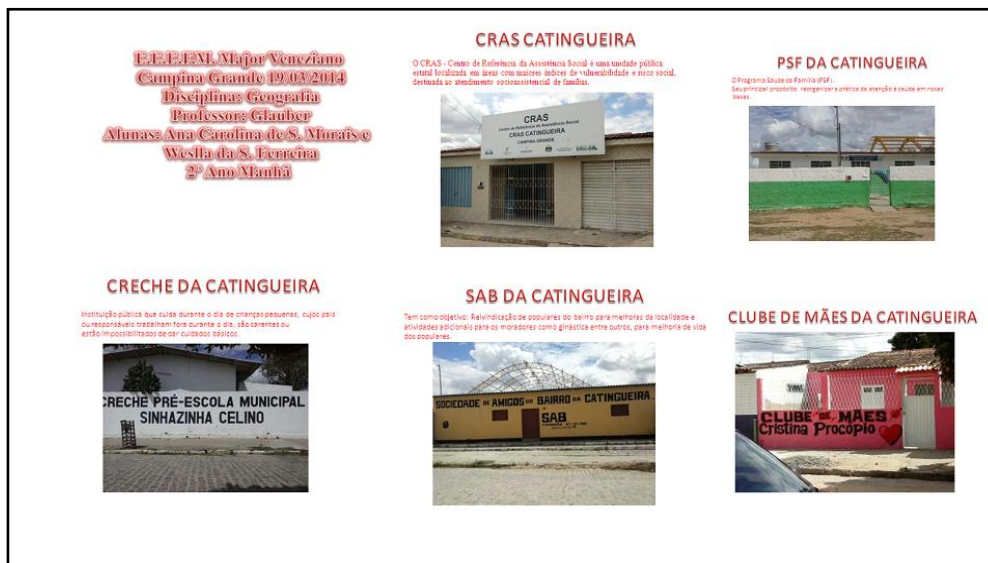 E.E.E.F.M. Major Veneziano
Campina Grande 19/03/2014
Disciplina: Geografia
Professor: Glauber
Alunas: Ana Carolina de S. Morais e
Weslla da S. Ferreira
2º Ano Manhã
CRAS CATINGUEIRA
O CRAS - Centro de Referência da Assistência Social é uma unidade pública
estatal localizada em áreas com maiores índices de vulnerabilidade e risco social,
destinada ao atendimento socioassistencial de famílias.
CRAS
Centro de Referência de Assistência Social
CRAS CATINGUEIRA
CAMPINA GRANDE
PSF DA CATINGUEIRA
O Programa Saúde da Família (PSF).
Seu principal propósito: reorganizar a prática da atenção à saúde em novas
bases.
CRECHE DA CATINGUEIRA
Instituição pública que cuida durante o dia de crianças pequenas, cujos pais
ou responsáveis trabalham fora durante o dia, são carentes ou
estão impossibilitados de dar cuidados básicos.
CRECHE PRÉ-ESCOLA MUNICIPAL
SINHAZINHA CELINO
SAB DA CATINGUEIRA
Tem como objetivo: Reivindicação de populares do bairro para melhoras da localidade e
atividades adicionais para os moradores como ginástica entre outros, para melhoria de vida
dos populares.
SOCIEDADE DE AMIGOS DO BAIRRO DA CATINGUEIRA.
SAB
CLUBE DE MÃES DA CATINGUEIRA
CLUBE DE MÃES
Cristina Procópio